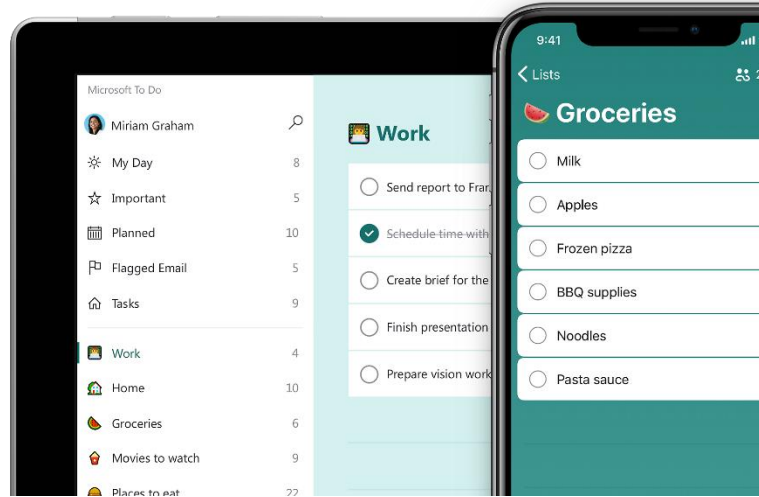 Microsoft To Do
Miriam Graham
My Day 8
Important 5
Planned 10
Flagged Email 5
Tasks 9
Work 4
Home 10
Groceries 6
Movies to watch 9
Places to eat 22
Work
Send report to
Schedule time with
Create brief for the
Finish presentation
Prepare vision
9:41
Lists
Groceries
Milk
Apples
Frozen pizza
BBQ supplies
Noodles
Pasta sauce